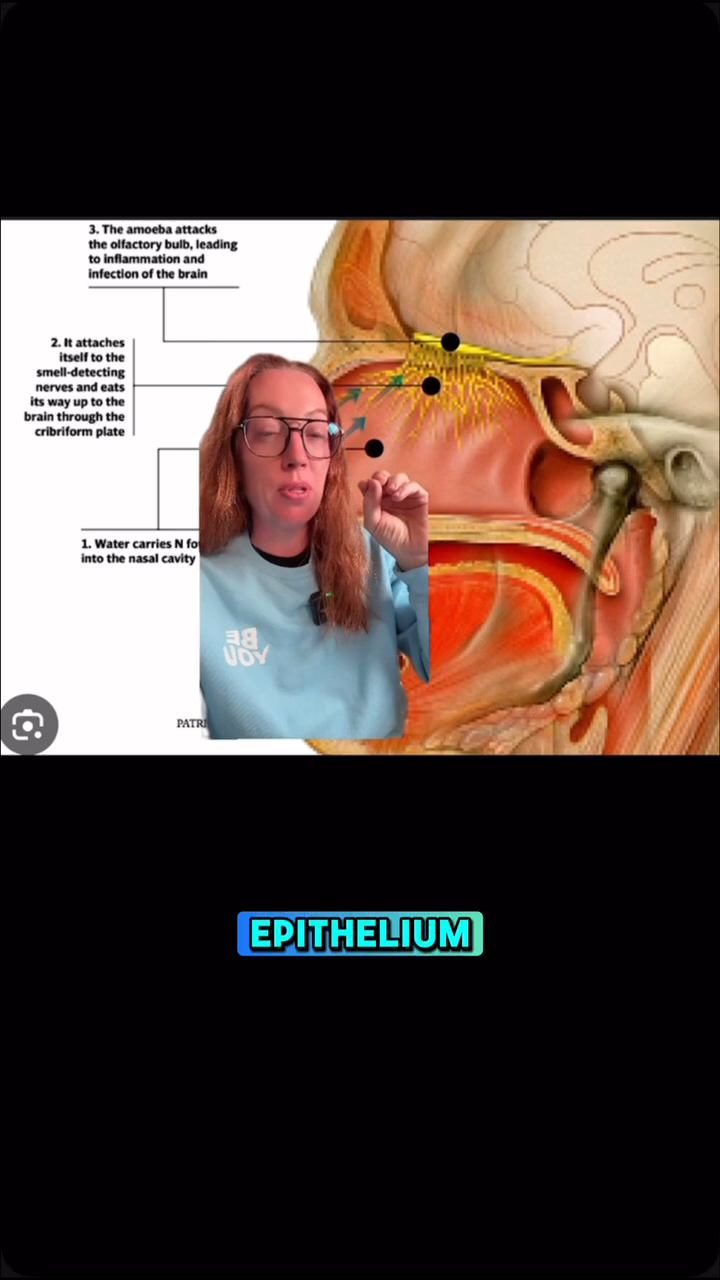 3. The amoeba attacks
the olfactory bulb, leading
to inflammation and
infection of the brain
2. It attaches
itself to the
smell-detecting
nerves and eats
its way up to the
brain through the
cribriform plate
1. Water carries N fo
into the nasal cavity
BE
YOU
PATRI
EPITHELIUM